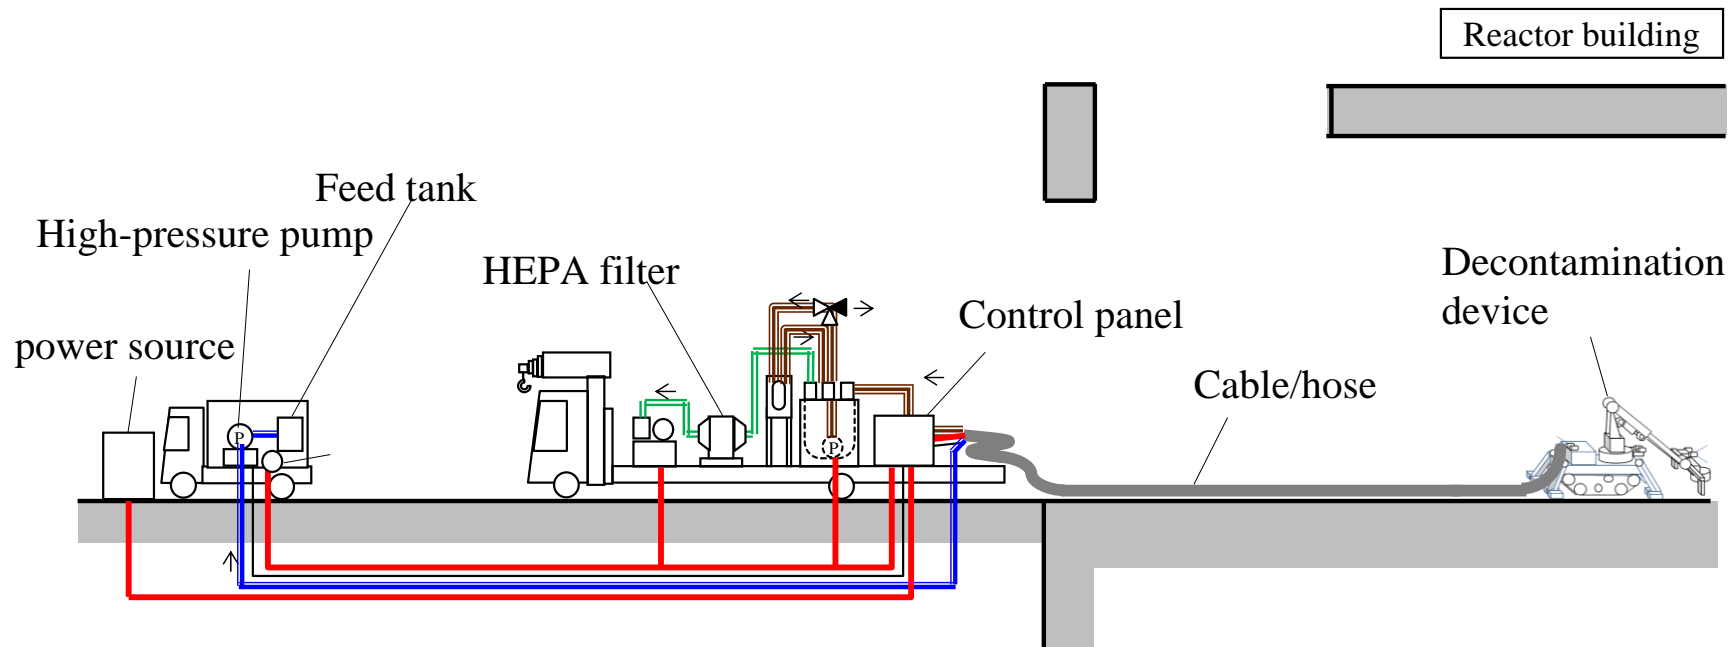 Reactor building
Feed tank
High-pressure pump
HEPA filter
Decontamination
device
Control panel
power source
Cable/hose
P
P